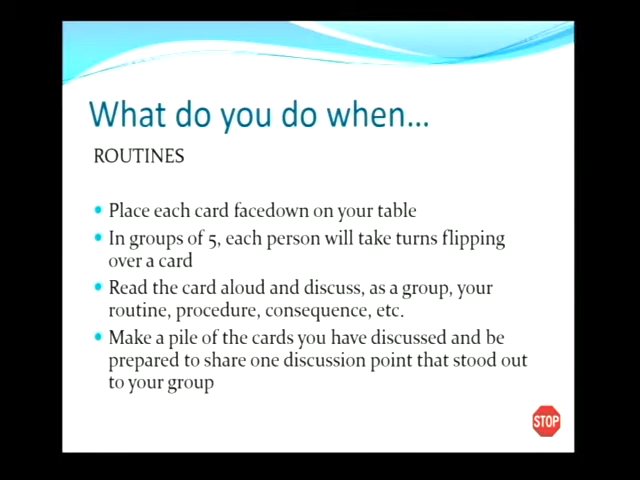 What do you do when...
ROUTINES
Place each card facedown on your table
In groups of 5, each person will take turns flipping
over a card
Read the card aloud and discuss, as a group, your
routine, procedure, consequence, etc.
Make a pile of the cards you have discussed and be
prepared to share one discussion point that stood out
to your group
STOP